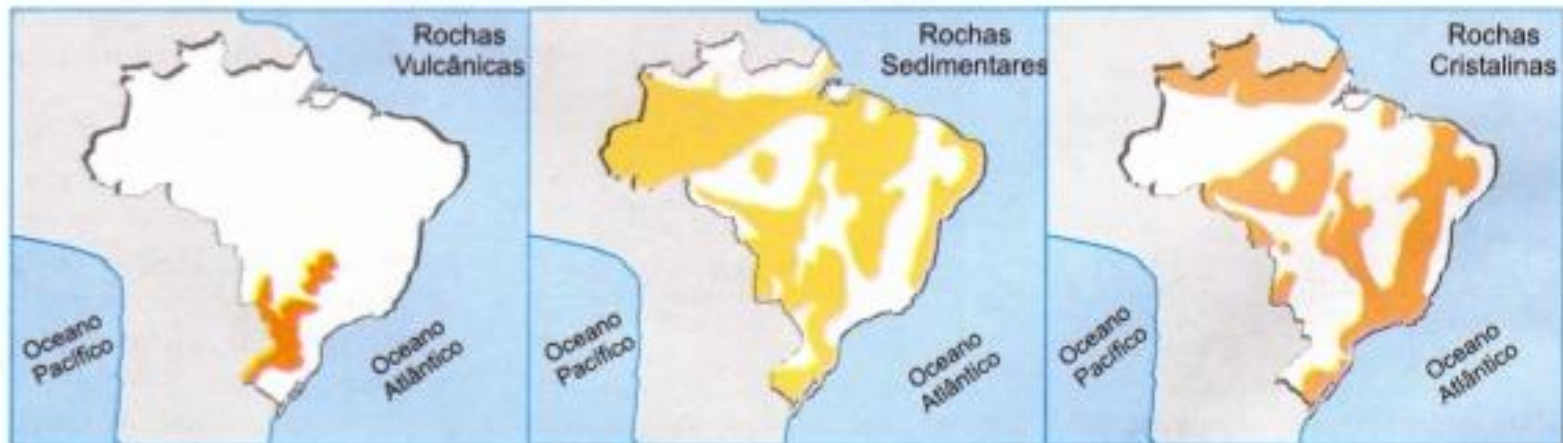 Rochas
Vulcânicas
Oceano
Pacífico
Oceano
Atlântico
Rochas
Sedimentares
Oceano
Pacífico
Oceano
Atlântico
Rochas
Cristalinas
Oceano
Pacífico
Oceano
Atlântico